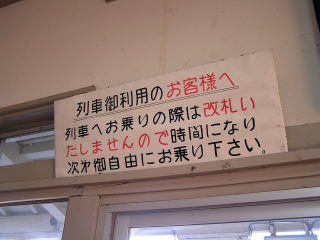 列車御利用のお客様へ
列車へお乗りの際は改札い
たしませんので時間になり
次第御自由にお乗り下さい。